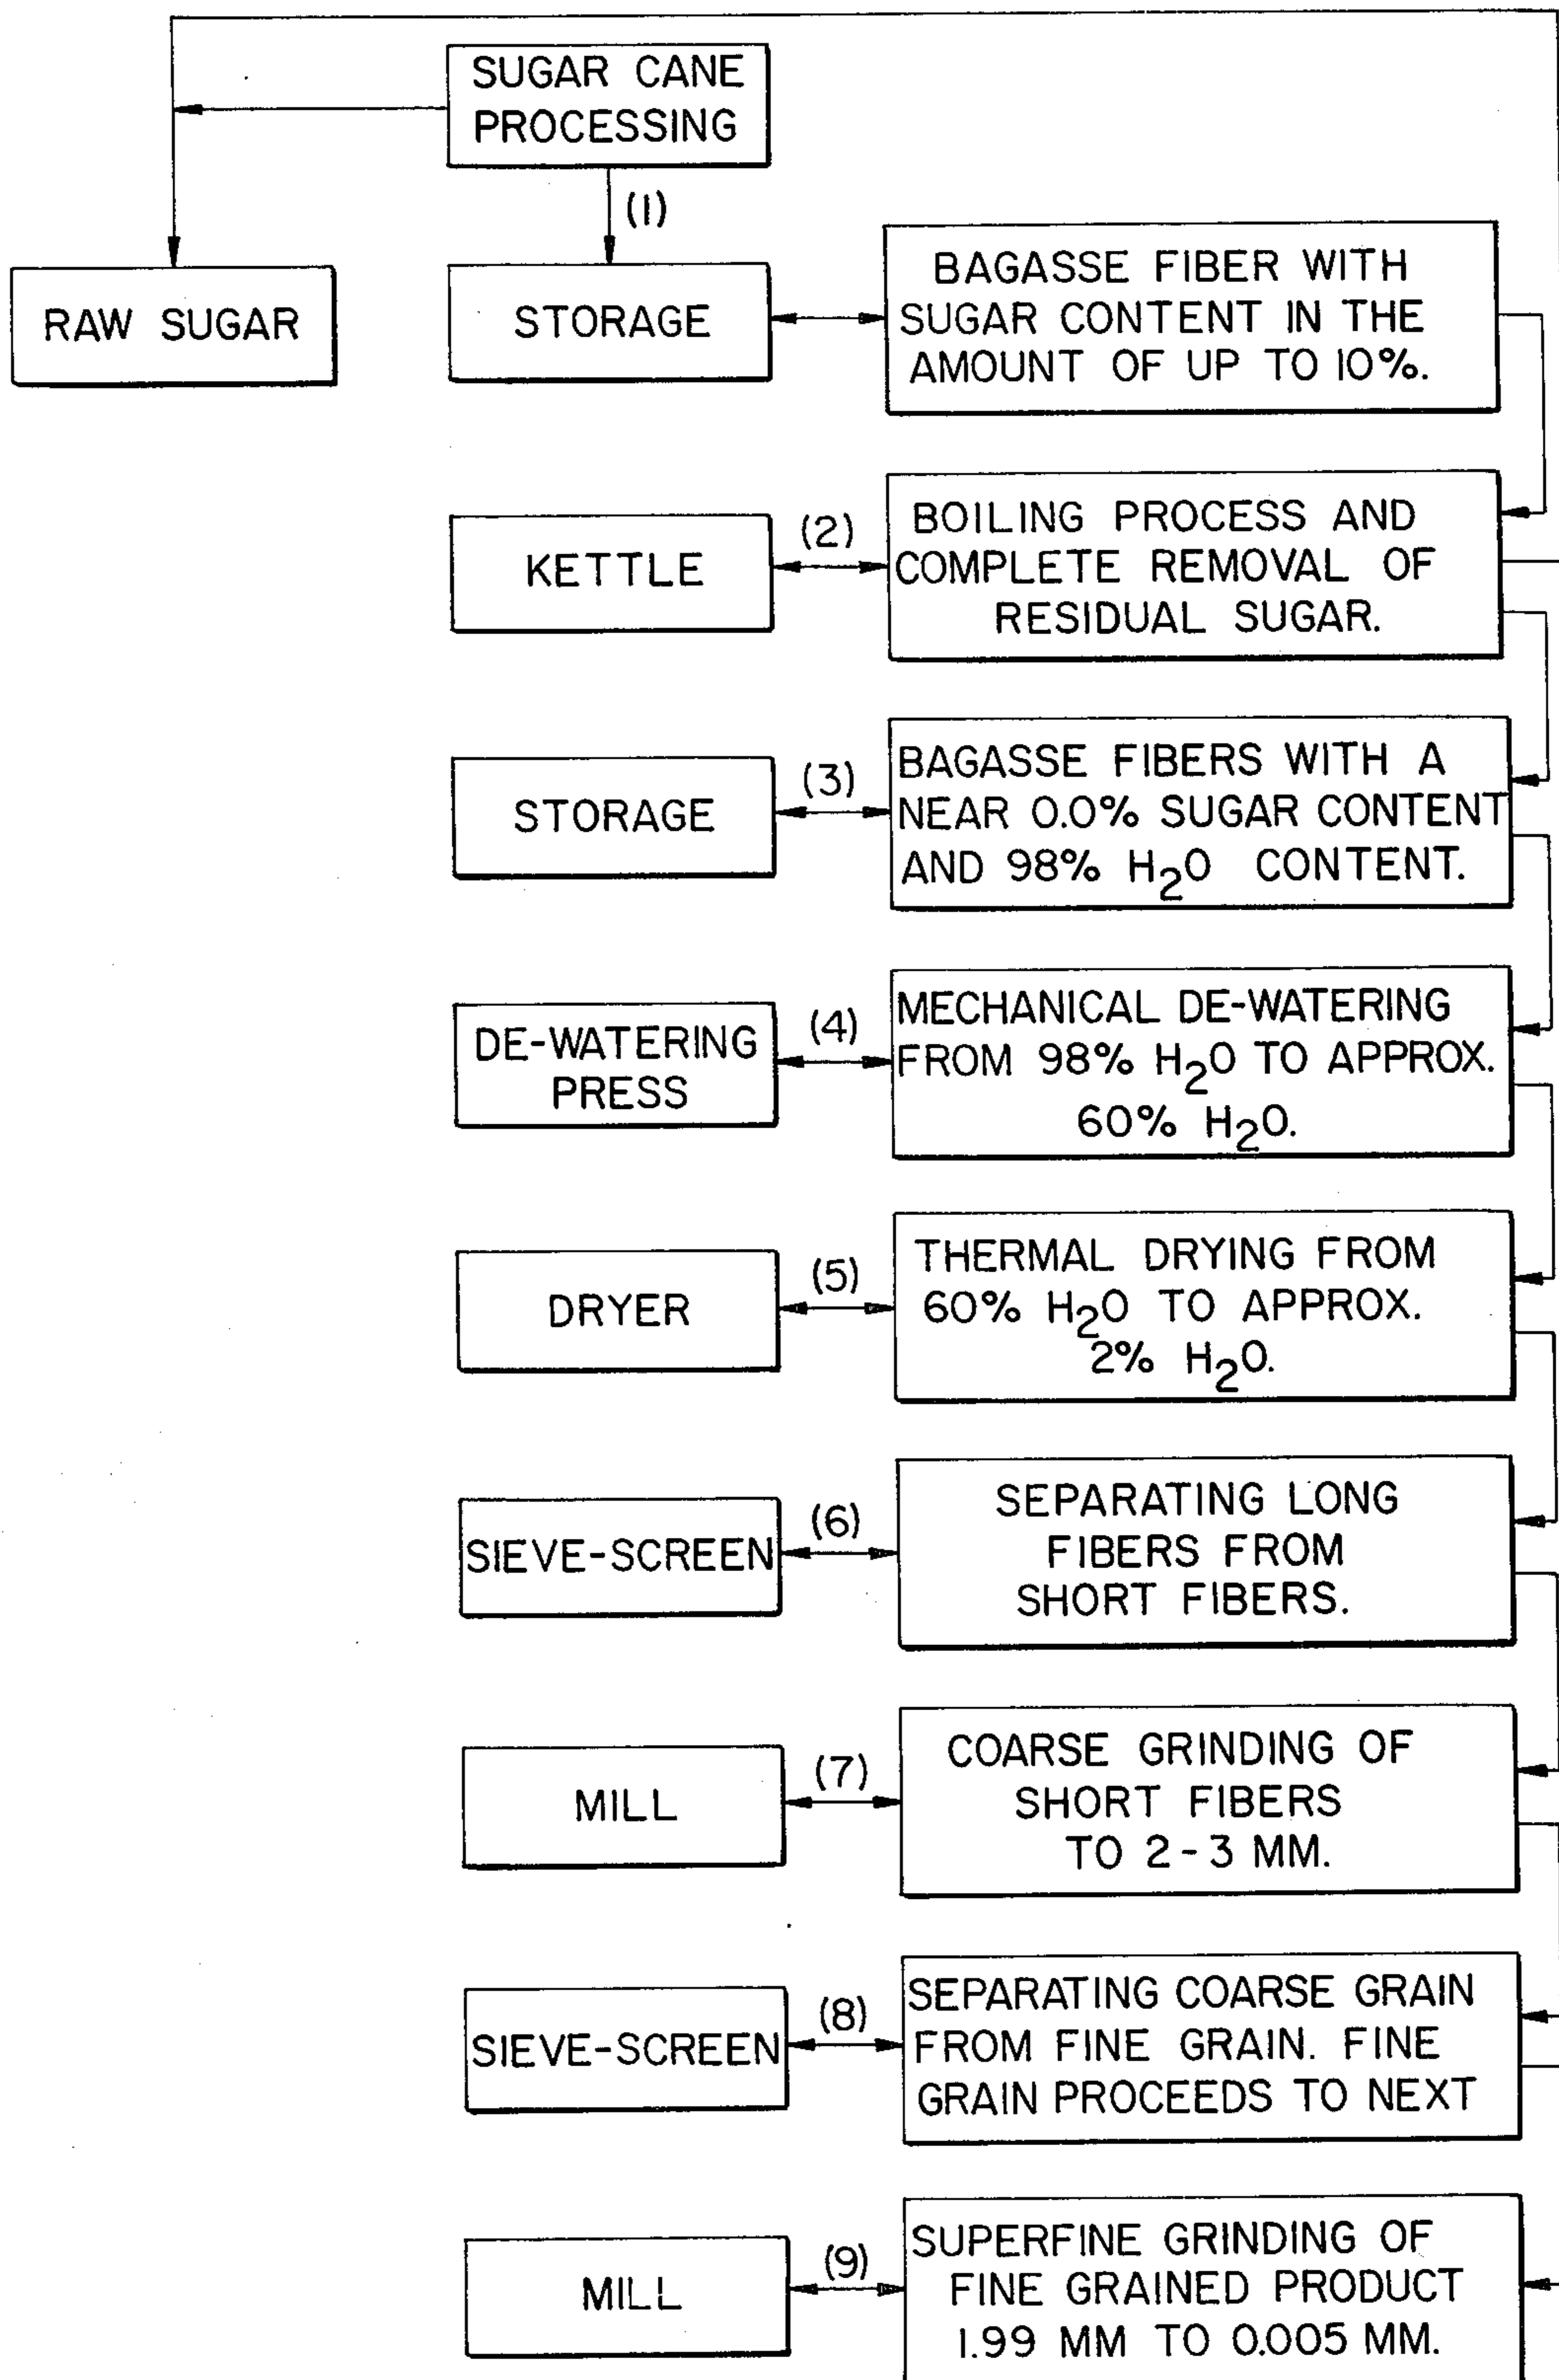 SUGAR CANE
PROCESSING
(1)
RAW SUGAR
STORAGE
BAGASSE FIBER WITH
SUGAR CONTENT IN THE
AMOUNT OF UP TO 10%.
KETTLE
(2)
BOILING PROCESS AND
COMPLETE REMOVAL OF
RESIDUAL SUGAR.
STORAGE
(3)
BAGASSE FIBERS WITH A
NEAR 0.0% SUGAR CONTENT
AND 98% H2O CONTENT.
DE-WATERING
PRESS
(4)
MECHANICAL DE-WATERING
FROM 98% H2O TO APPROX.
60% H2O.
DRYER
(5)
THERMAL DRYING FROM
60% H2O TO APPROX.
2% H2O.
SIEVE-SCREEN
(6)
SEPARATING LONG
FIBERS FROM
SHORT FIBERS.
MILL
(7)
COARSE GRINDING OF
SHORT FIBERS
TO 2-3 MM.
SIEVE-SCREEN
(8)
SEPARATING COARSE GRAIN
FROM FINE GRAIN. FINE
GRAIN PROCEEDS TO NEXT
MILL
(9)
SUPERFINE GRINDING OF
FINE GRAINED PRODUCT
1.99 MM TO 0.005 MM.